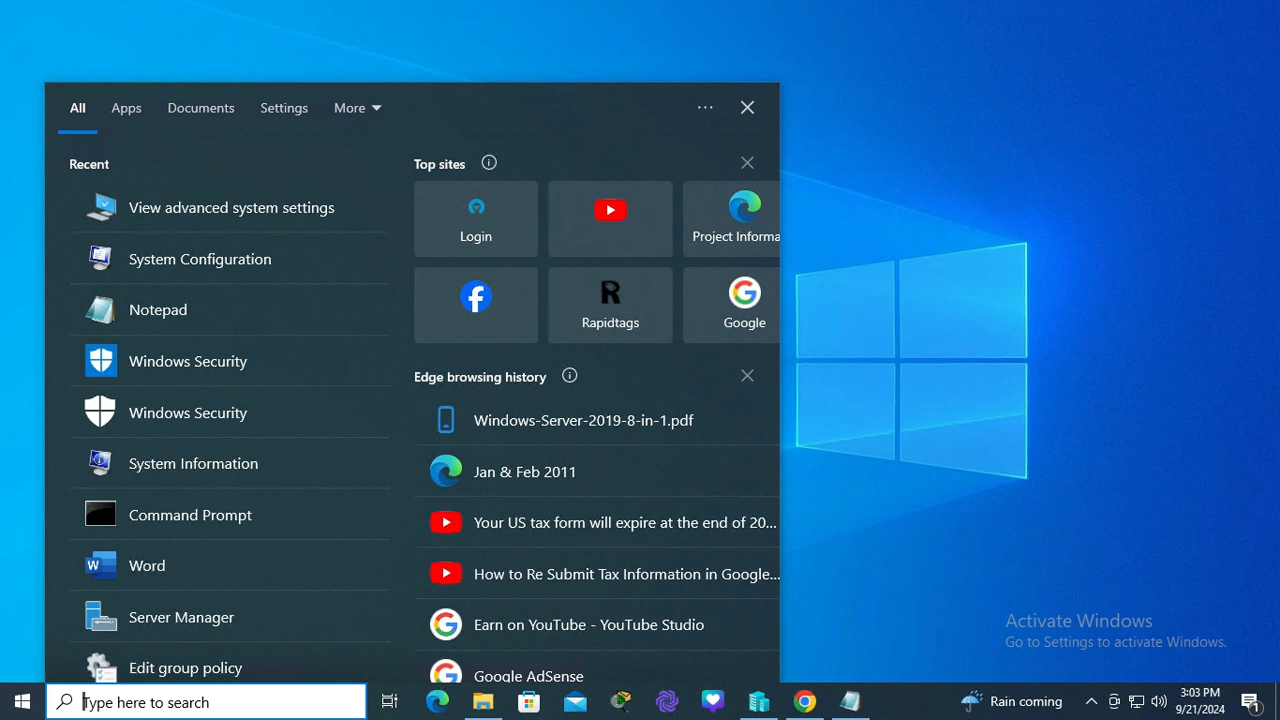 All Apps Documents Settings More
Recent
View advanced system settings
System Configuration
Notepad
Windows Security
Windows Security
System Information
Command Prompt
Word
Server Manager
Edit group policy
Top sites
Login
Project Informa
Rapidtags
Google
Edge browsing history
Windows-Server-2019-8-in-1.pdf
Jan & Feb 2011
Your US tax form will expire at the end of 20...
How to Re Submit Tax Information in Google...
Earn on YouTube - YouTube Studio
Google AdSense
Activate Windows
Go to Settings to activate Windows.
Type here to search
Rain coming
3:03 PM
9/21/2024
1